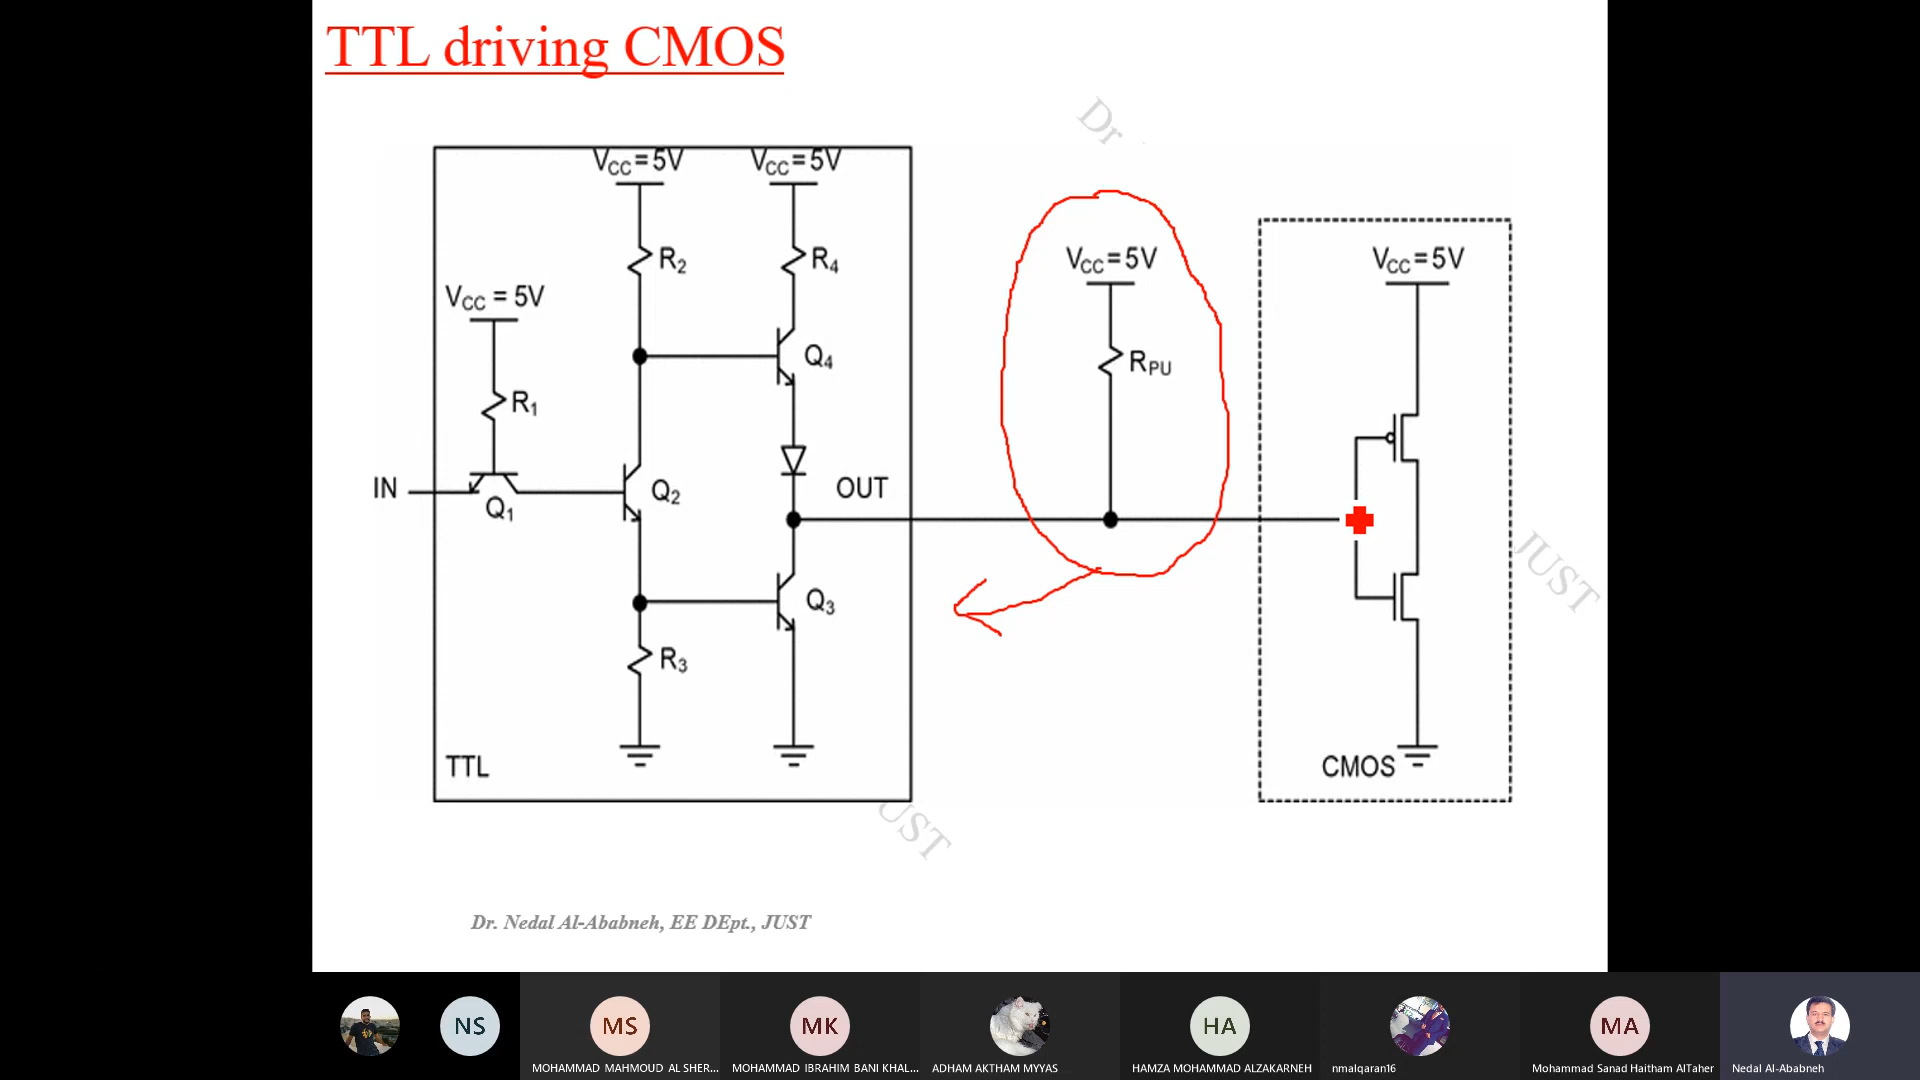 TTL driving CMOS
Dr
VCC=5V
VCC=5V
R2
R4
VCC=5V
VCC=5V
VCC = 5V
Q4
RPU
R1
IN
Q1
Q2
OUT
JUST
Q3
R3
TTL
CMOS
UST
Dr. Nedal Al-Ababneh, EE DEpt., JUST
NS
MS
MK
HA
MA
MOHAMMAD MAHMOUD AL SHER...
MOHAMMAD IBRAHIM BANI KHAL...
ADHAM AKTHAM MYYAS
HAMZA MOHAMMAD ALZAKARNEH
nmalqaran16
Mohammad Sanad Haitham AlTaher
Nedal Al-Ababneh